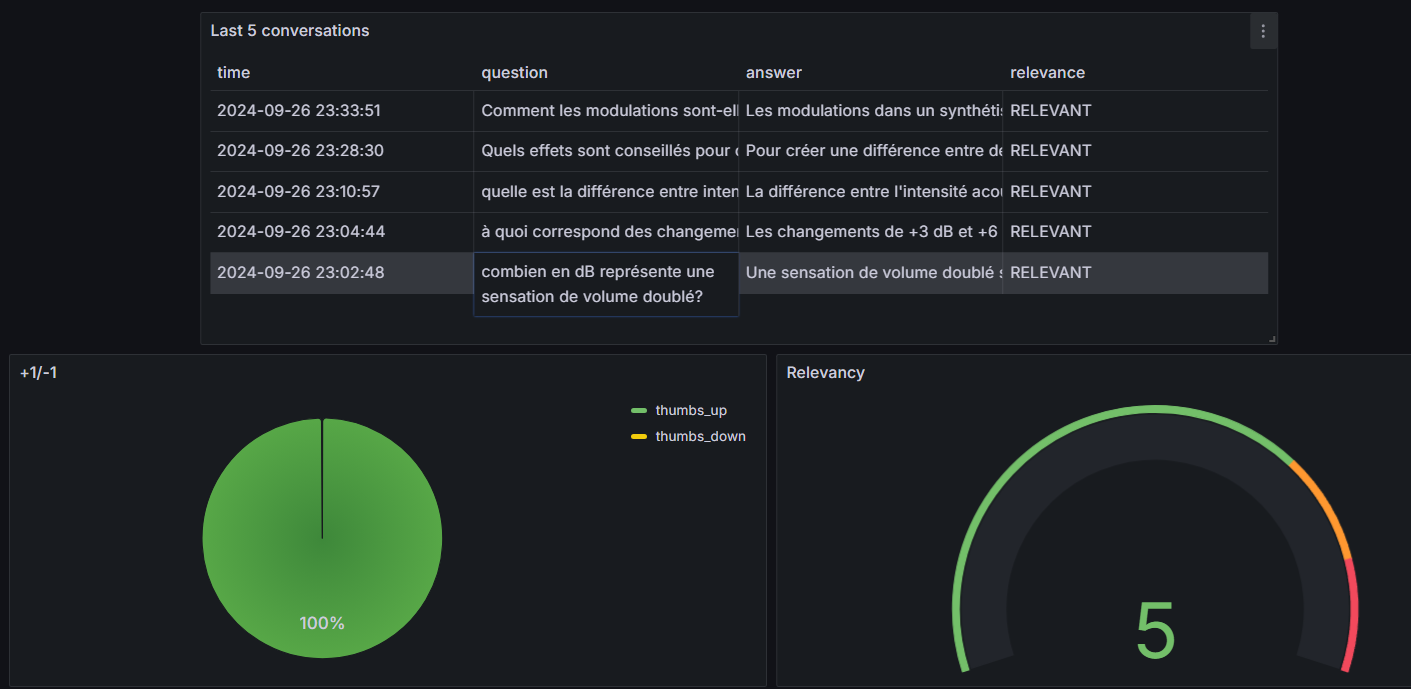 Last 5 conversations
time question answer relevance
2024-09-26 23:33:51 Comment les modulations sont-ell Les modulations dans un synthétis RELEVANT
2024-09-26 23:28:30 Quels effets sont conseillés pour Pour créer une différence entre de RELEVANT
2024-09-26 23:10:57 quelle est la différence entre inten La différence entre l'intensité acou RELEVANT
2024-09-26 23:04:44 à quoi correspond des changemen Les changements de +3 dB et +6 RELEVANT
2024-09-26 23:02:48 combien en dB représente une Une sensation de volume doublé s RELEVANT
sensation de volume doublé?
+1/-1
thumbs_up
thumbs_down
100%
Relevancy
5